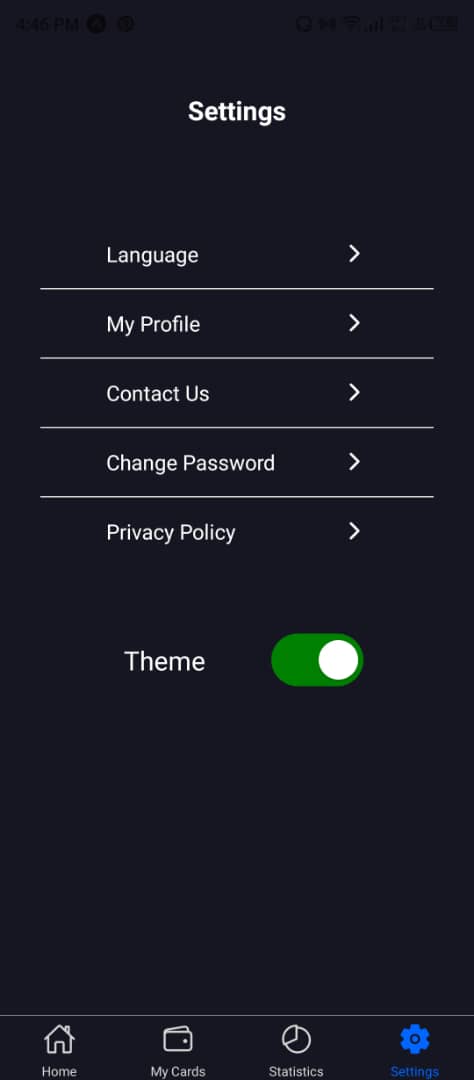 4:46 PM
Settings
Language
My Profile
Contact Us
Change Password
Privacy Policy
Theme
Home
My Cards
Statistics
Settings